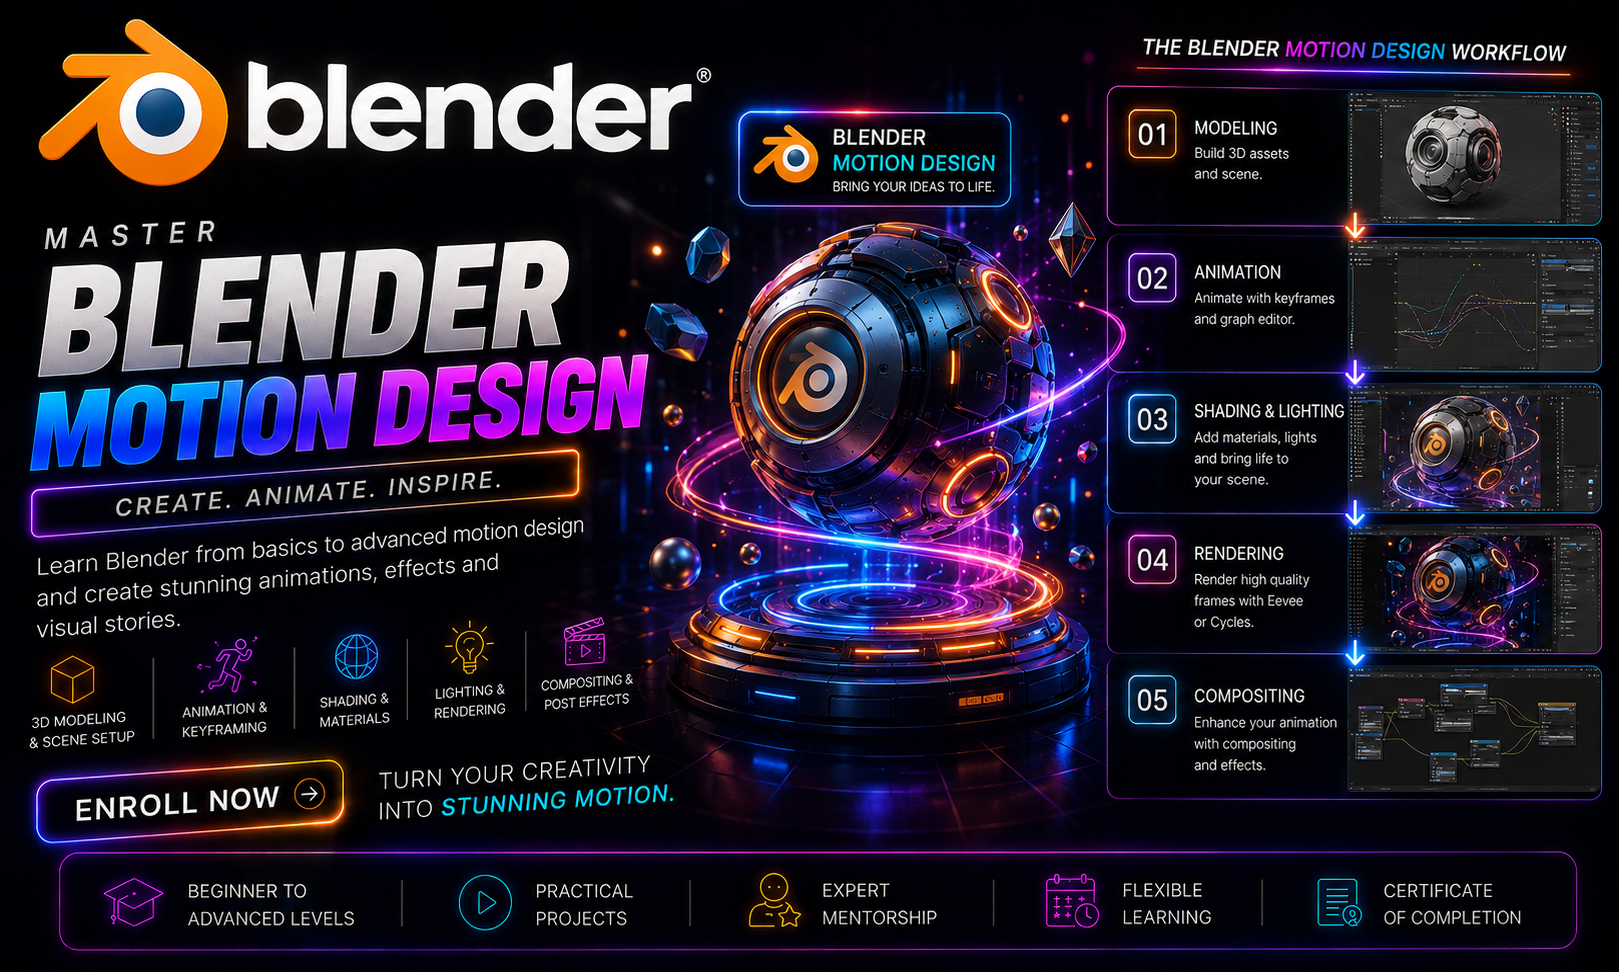 blender®
MASTER
BLENDER
MOTION DESIGN
CREATE. ANIMATE. INSPIRE.
Learn Blender from basics to advanced motion design
and create stunning animations, effects and
visual stories.
3D MODELING
& SCENE SETUP
ANIMATION &
KEYFRAMING
SHADING &
MATERIALS
LIGHTING &
RENDERING
COMPOSITING &
POST EFFECTS
ENROLL NOW
TURN YOUR CREATIVITY
INTO STUNNING MOTION.
BLENDER
MOTION DESIGN
BRING YOUR IDEAS TO LIFE.
THE BLENDER MOTION DESIGN WORKFLOW
01
MODELING
Build 3D assets
and scene.
02
ANIMATION
Animate with keyframes
and graph editor.
03
SHADING & LIGHTING
Add materials, lights
and bring life to
your scene.
04
RENDERING
Render high quality
frames with Eevee
or Cycles.
05
COMPOSITING
Enhance your animation
with compositing
and effects.
BEGINNER TO
ADVANCED LEVELS
PRACTICAL
PROJECTS
EXPERT
MENTORSHIP
FLEXIBLE
LEARNING
CERTIFICATE
OF COMPLETION